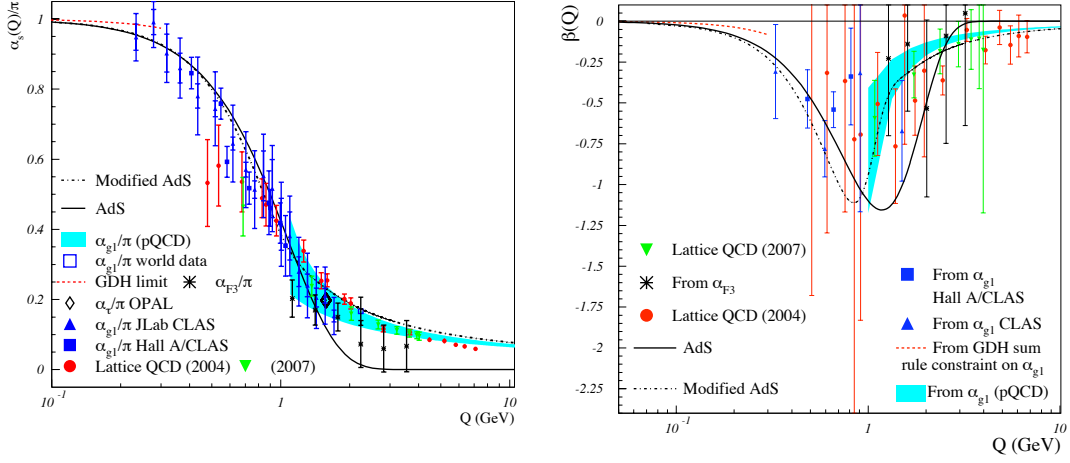 α_s(Q)/π
1
0.8
0.6
0.4
0.2
0
Modified AdS
AdS
α_g1/π (pQCD)
α_g1/π world data
GDH limit
α_F3/π
α_τ/π OPAL
α_g1/π JLab CLAS
α_g1/π Hall A/CLAS
Lattice QCD (2004) (2007)
10^-1 1 10
Q (GeV)
β(Q)
-0
-0.25
-0.5
-0.75
-1
-1.25
-1.5
-1.75
-2
-2.25
Lattice QCD (2007)
From α_F3
Lattice QCD (2004)
AdS
Modified AdS
From α_g1
Hall A/CLAS
From α_g1 CLAS
From GDH sum
rule constraint on α_g1
From α_g1 (pQCD)
10^-1 1 10
Q (GeV)